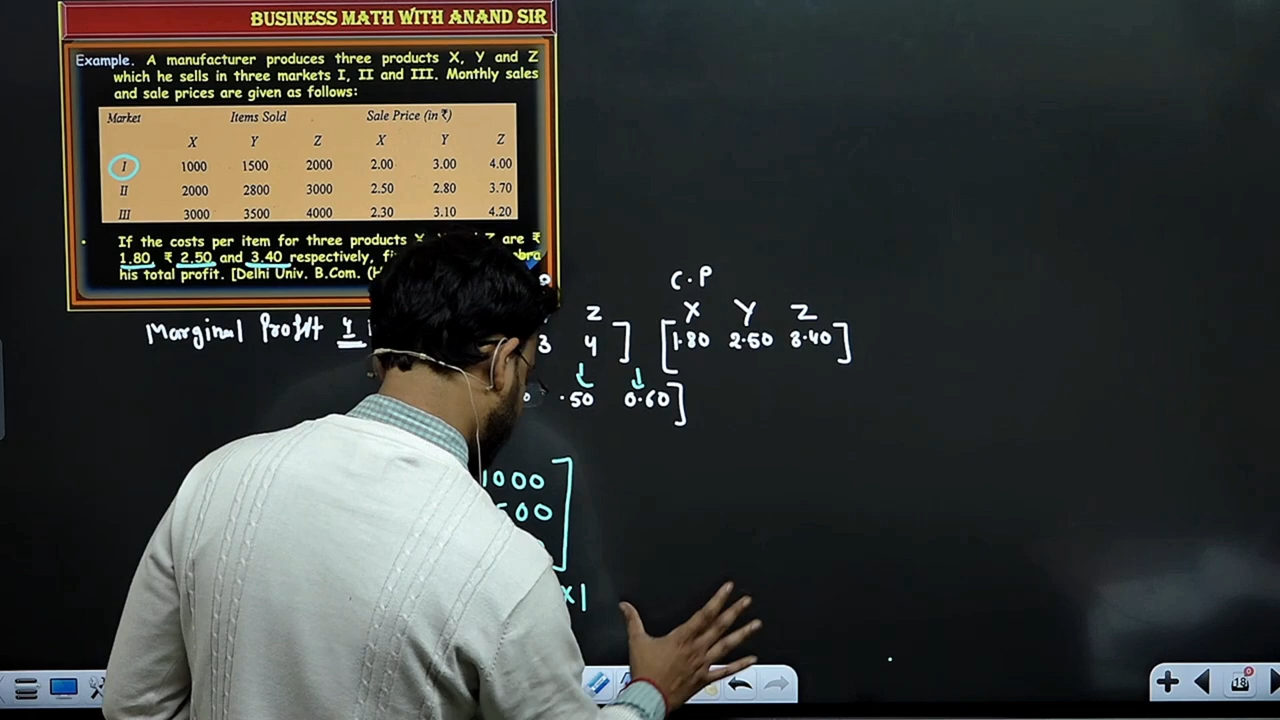 BUSINESS MATH WITH ANAND SIR
Example. A manufacturer produces three products X, Y and Z
which he sells in three markets I, II and III. Monthly sales
and sale prices are given as follows:
Market Items Sold Sale Price (in ₹)
X Y Z X Y Z
I 1000 1500 2000 2.00 3.00 4.00
II 2000 2800 3000 2.50 2.80 3.70
III 3000 3500 4000 2.30 3.10 4.20
If the costs per item for three products X, Z are ₹
1.80, ₹ 2.50 and 3.40 respectively,
his total profit. [Delhi Univ. B.Com. (H
C.P
Z X Y Z
Marginal Profit 3 4] [1.80 2.50 3.40]
.50 0.60]
1000
500
×1
18